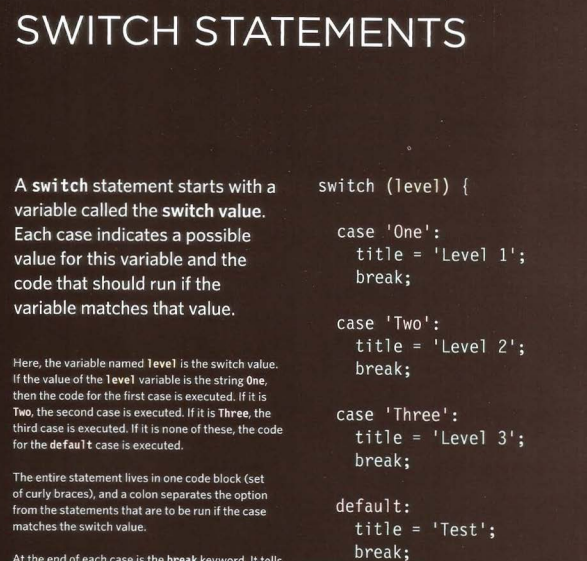 SWITCH STATEMENTS
A switch statement starts with a
variable called the switch value.
Each case indicates a possible
value for this variable and the
code that should run if the
variable matches that value.
Here, the variable named level is the switch value.
If the value of the level variable is the string One,
then the code for the first case is executed. If it is
Two, the second case is executed. If it is Three, the
third case is executed. If it is none of these, the code
for the default case is executed.
The entire statement lives in one code block (set
of curly braces), and a colon separates the option
from the statements that are to be run if the case
matches the switch value.
At the end of each case is the break keyword. It tells
switch (level) {
case 'One':
title = 'Level 1';
break;
case 'Two':
title = 'Level 2';
break;
case 'Three':
title = 'Level 3';
break;
default:
title = 'Test';
break;